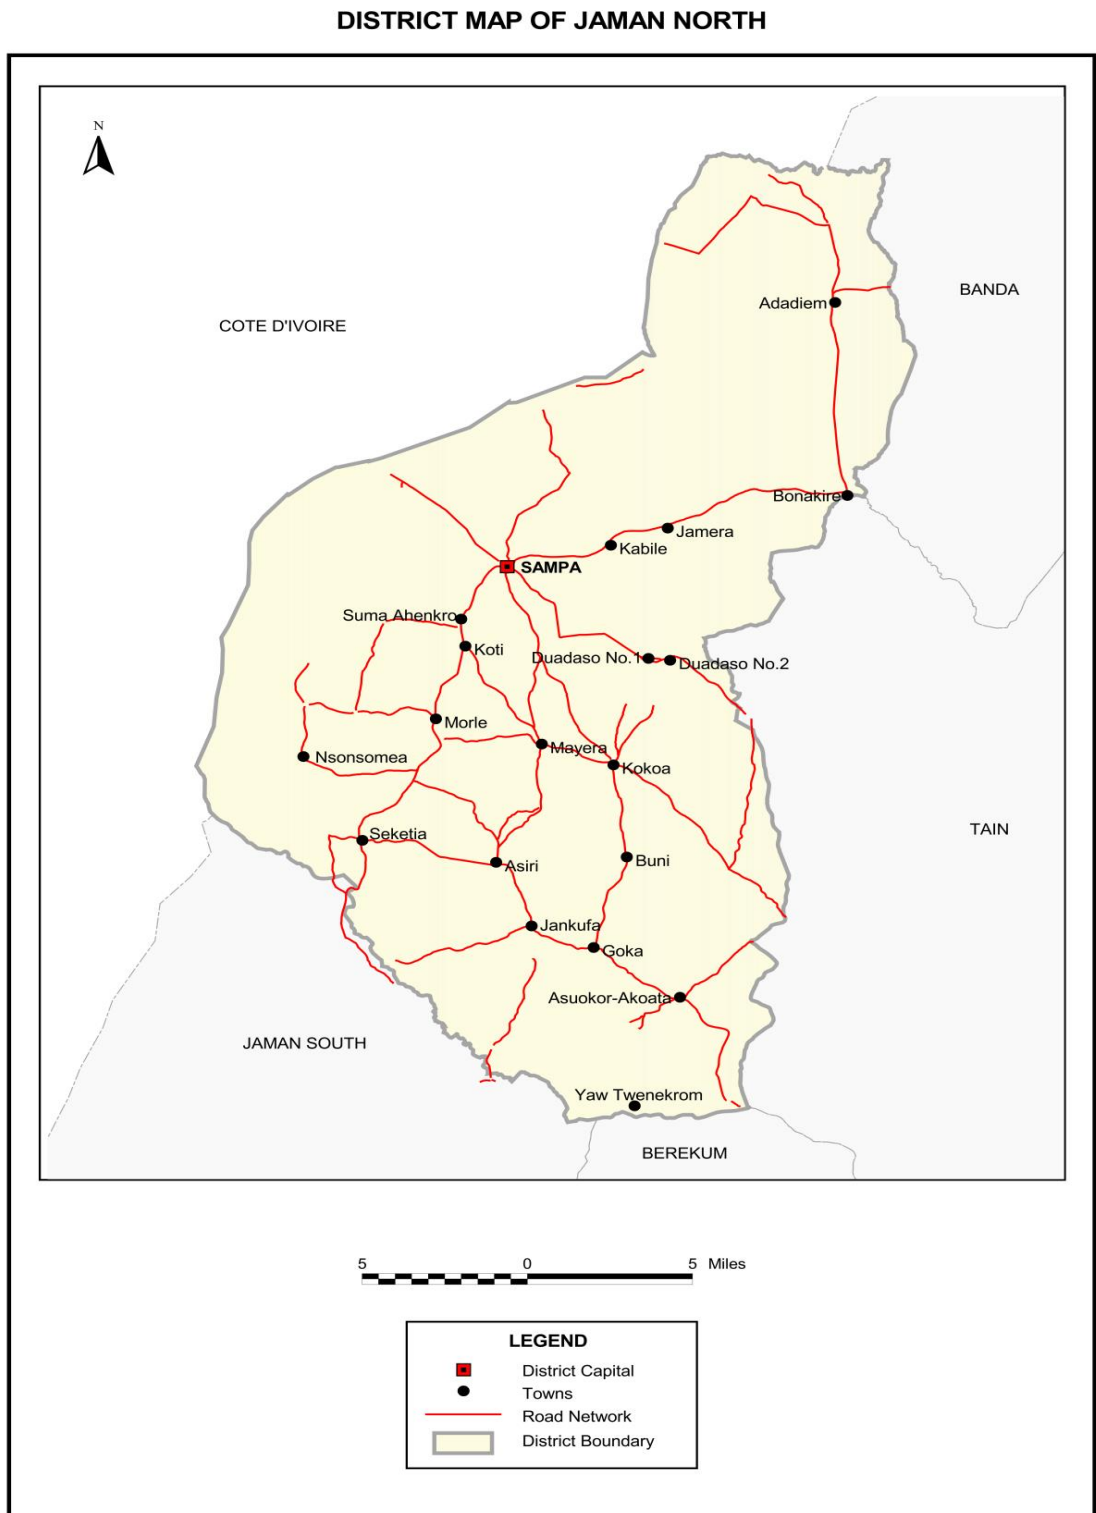 DISTRICT MAP OF JAMAN NORTH
N
BANDA
Adadiem
COTE D'IVOIRE
Bonakire
Jamera
Kabile
SAMPA
Suma Ahenkro
Koti
Duadaso No.1
Duadaso No.2
Morle
Mayera
Nsonsomea
Kokoa
Seketia
TAIN
Buni
Asiri
Jankufa
Goka
Asuokor-Akoata
JAMAN SOUTH
Yaw Twenekrom
BEREKUM
5 0 5 Miles
LEGEND
District Capital
Towns
Road Network
District Boundary